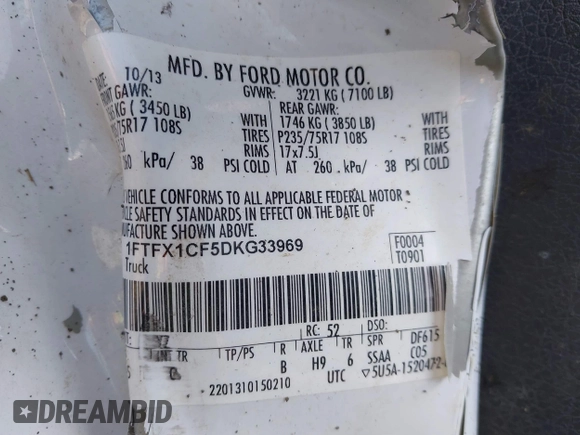 10/13
MFD. BY FORD MOTOR CO.
FRONT GAWR:
GVWR: 3221 KG ( 7100 LB)
KG ( 3450 LB)
REAR GAWR:
1746 KG ( 3850 LB)
75R17 108S
WITH
TIRES
RIMS
P235/75R17 108S
17x7.5J
WITH
TIRES
RIMS
kPa/ 38 PSI COLD
AT 260 kPa/ 38 PSI COLD
VEHICLE CONFORMS TO ALL APPLICABLE FEDERAL MOTOR
SAFETY STANDARDS IN EFFECT ON THE DATE OF
MANUFACTURE SHOWN ABOVE.
1FTFX1CF5DKG33969
Truck
F0004
T0901
RC: 52 DSO:
INT TR TP/PS R AXLE TR SPR DF615
B H9 6 SSAA C05
2201310150210 UTC ▽5U5A-1520472-
© DREAMBID